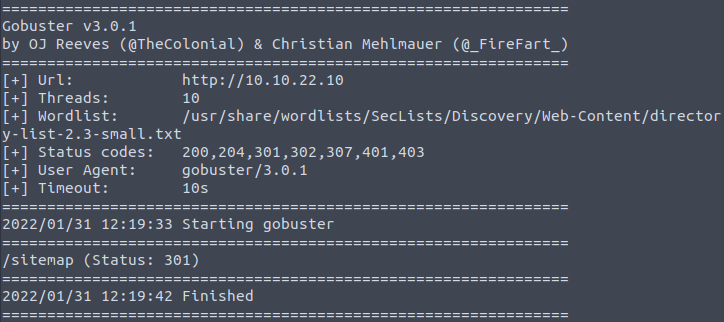 ===============================================================
Gobuster v3.0.1
by OJ Reeves (@TheColonial) & Christian Mehlmauer (@_FireFart_)
===============================================================
[+] Url:            http://10.10.22.10
[+] Threads:        10
[+] Wordlist:       /usr/share/wordlists/SecLists/Discovery/Web-Content/director
y-list-2.3-small.txt
[+] Status codes:   200,204,301,302,307,401,403
[+] User Agent:     gobuster/3.0.1
[+] Timeout:        10s
===============================================================
2022/01/31 12:19:33 Starting gobuster
===============================================================
/sitemap (Status: 301)
===============================================================
2022/01/31 12:19:42 Finished
===============================================================